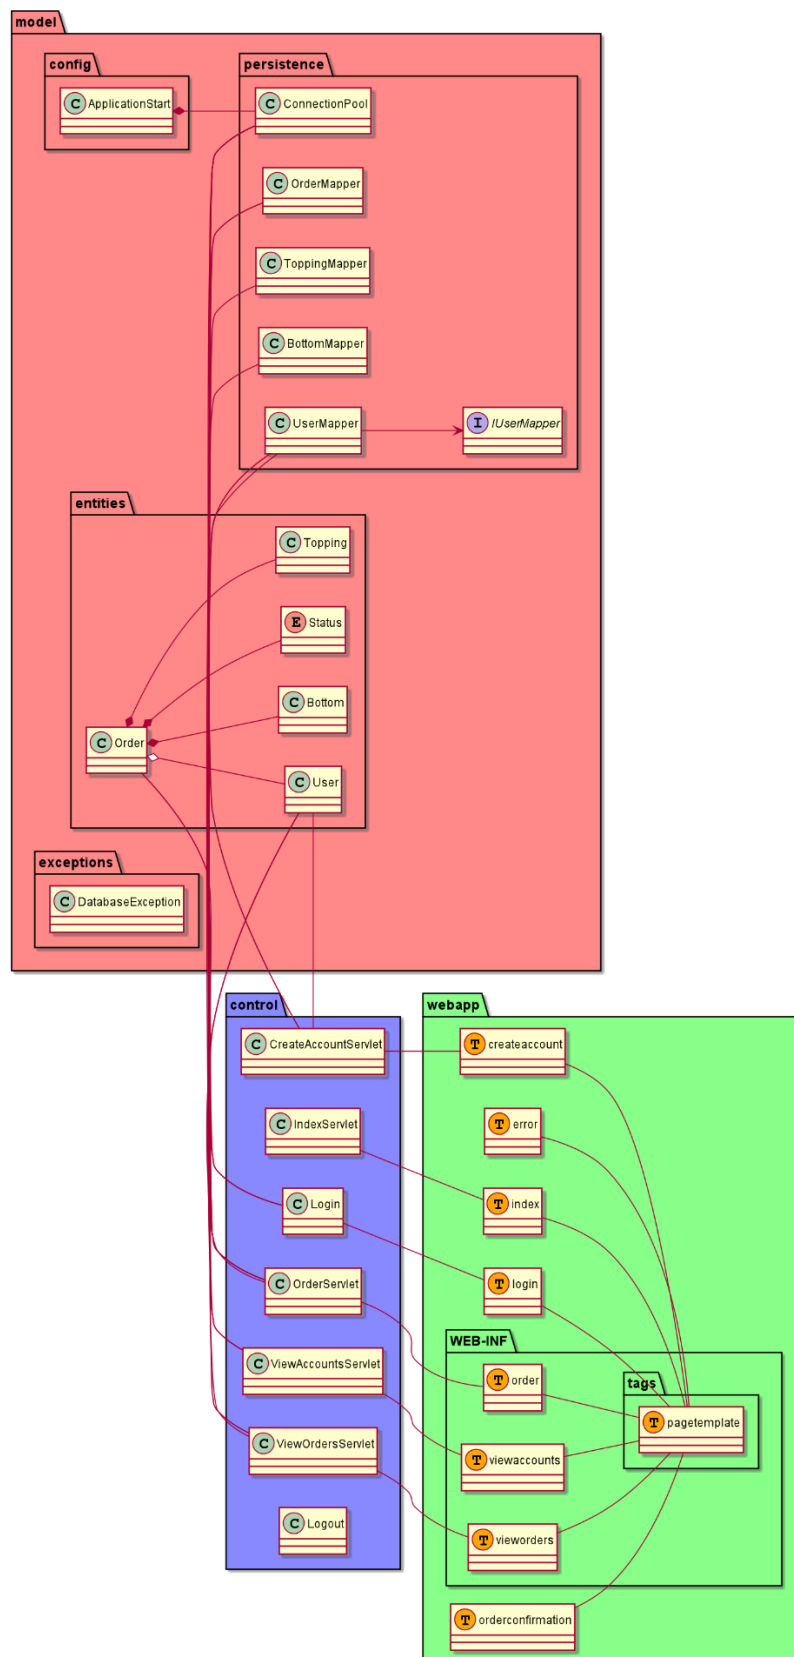 model
config
C ApplicationStart
persistence
C ConnectionPool
C OrderMapper
C ToppingMapper
C BottomMapper
C UserMapper
I IUserMapper
entities
C Topping
E Status
C Bottom
C Order
C User
exceptions
C DatabaseException
control
C CreateAccountServlet
C IndexServlet
C Login
C OrderServlet
C ViewAccountsServlet
C ViewOrdersServlet
C Logout
webapp
T createaccount
T error
T index
T login
WEB-INF
T order
tags
T pagetemplate
T viewaccounts
T vieworders
T orderconfirmation